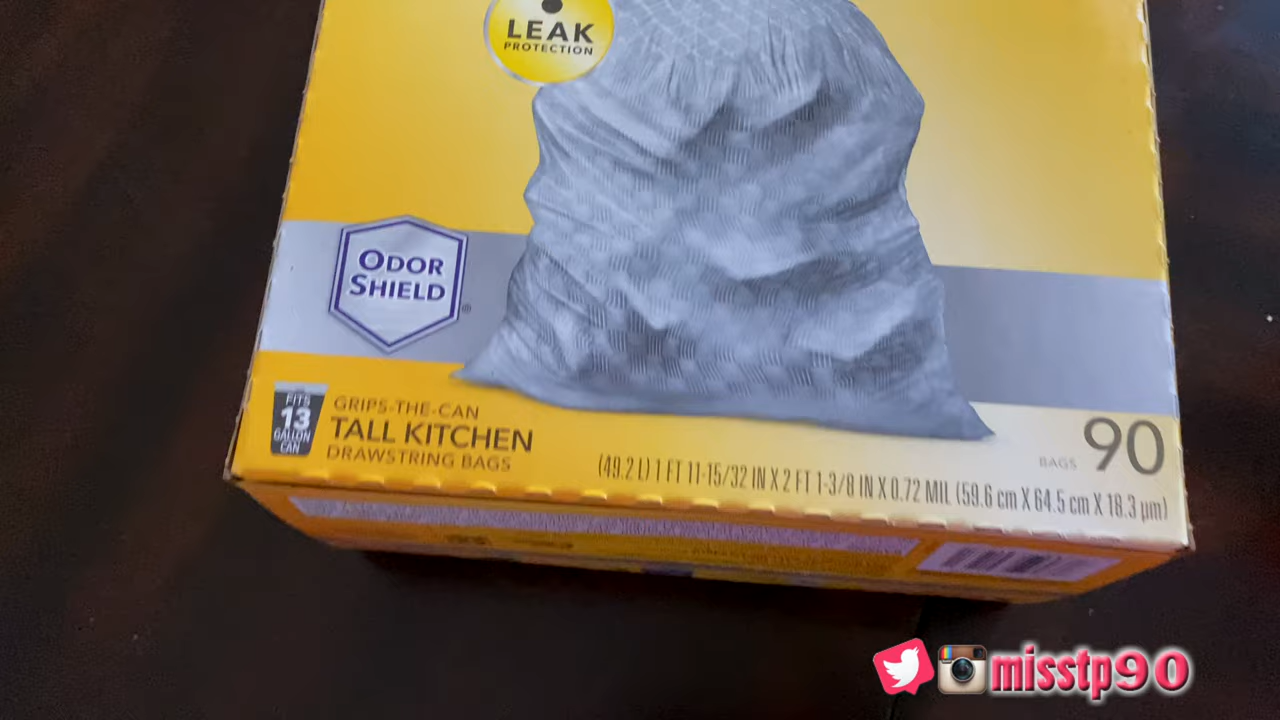 LEAK
PROTECTION
ODOR
SHIELD
®
FITS
13
GALLON
CAN
GRIPS-THE-CAN
TALL KITCHEN
DRAWSTRING BAGS
BAGS 90
(49.2 L) 1 FT 11-15/32 IN X 2 FT 1-3/8 IN X 0.72 MIL (59.6 cm X 64.5 cm X 18.3 µm)
misstp90